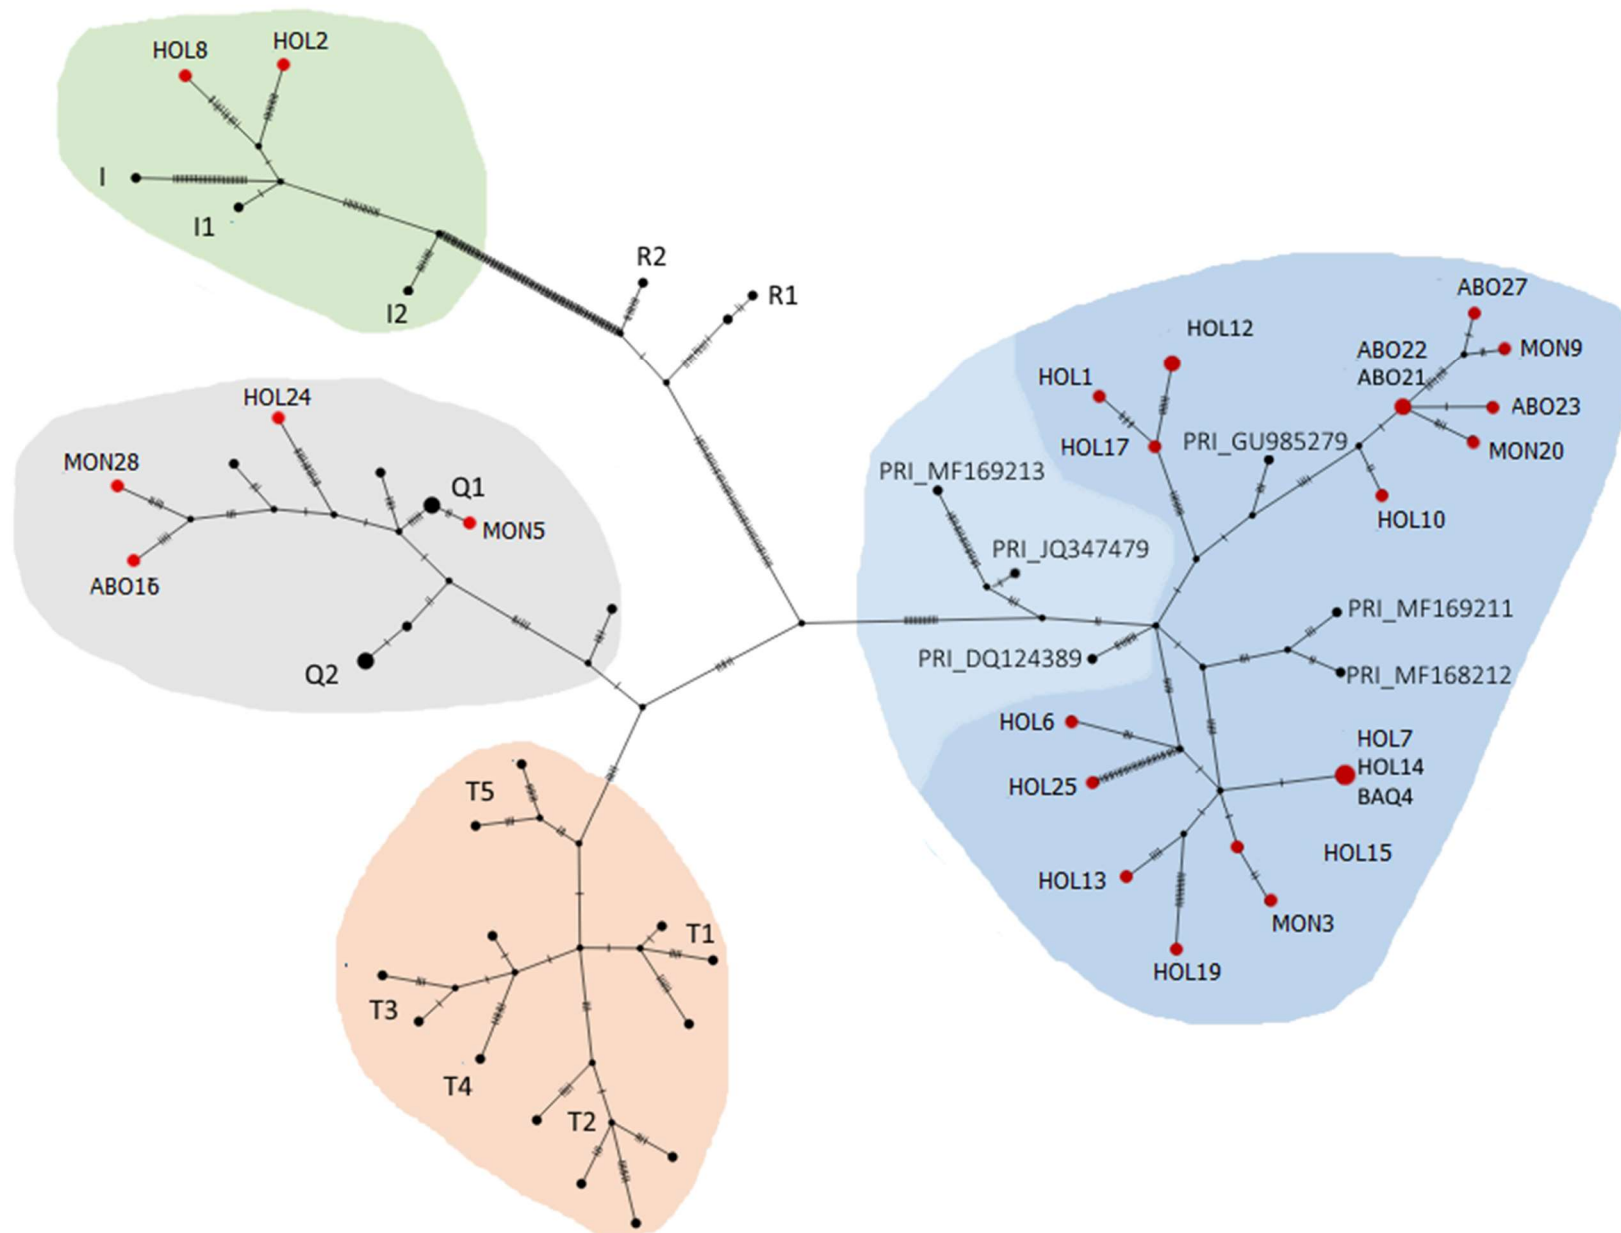 HOL8
HOL2
I
I1
I2
R2
R1
HOL24
MON28
Q1
MON5
ABO16
Q2
T5
T1
T3
T4
T2
ABO27
HOL12
ABO22
MON9
HOL1
ABO21
ABO23
HOL17
PRI_GU985279
MON20
PRI_MF169213
HOL10
PRI_JQ347479
PRI_MF169211
PRI_DQ124389
PRI_MF168212
HOL6
HOL7
HOL14
HOL25
BAQ4
HOL15
HOL13
MON3
HOL19